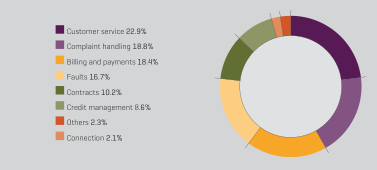 Customer service 22.9%
Complaint handling 18.8%
Billing and payments 18.4%
Faults 16.7%
Contracts 10.2%
Credit management 8.6%
Others 2.3%
Connection 2.1%